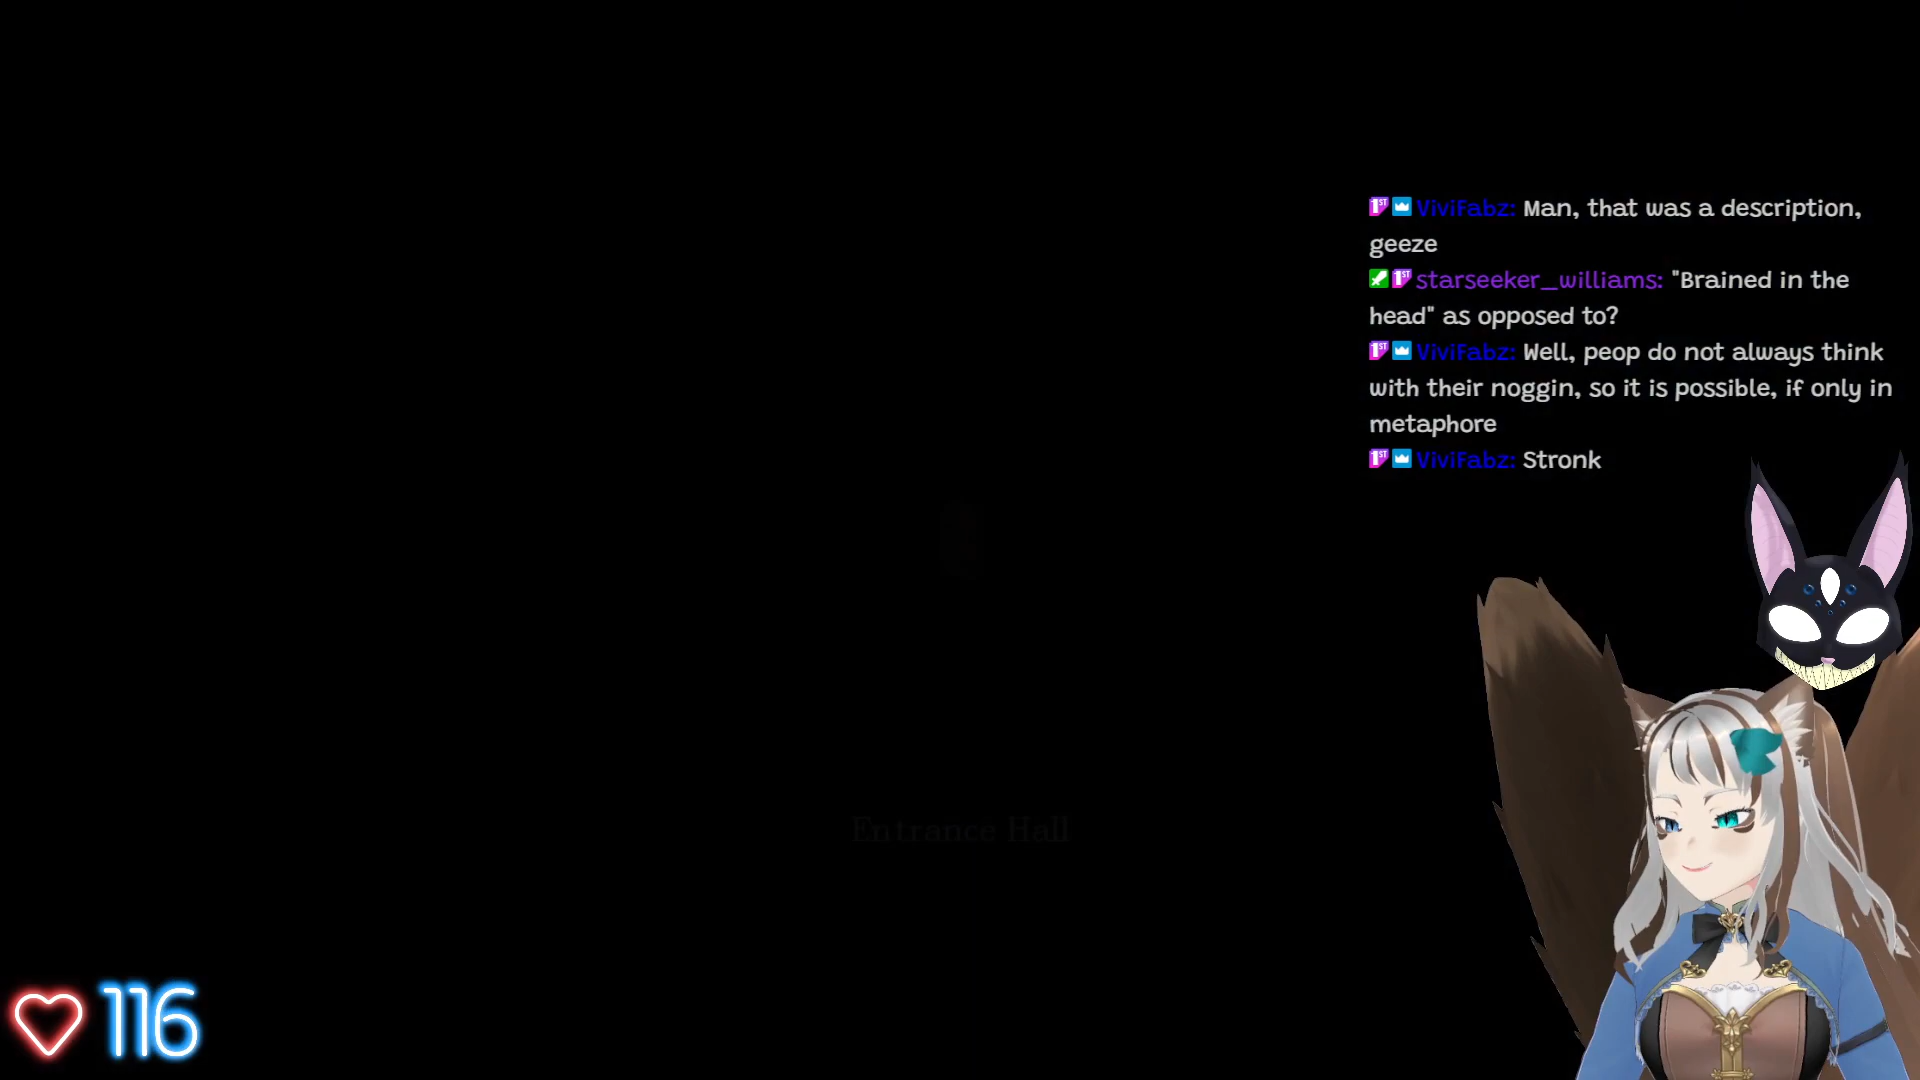 ViviFabz: Man, that was a description,
geeze
starseeker_williams: "Brained in the
head" as opposed to?
ViviFabz: Well, peop do not always think
with their noggin, so it is possible, if only in
metaphore
ViviFabz: Stronk
Entrance Hall
116